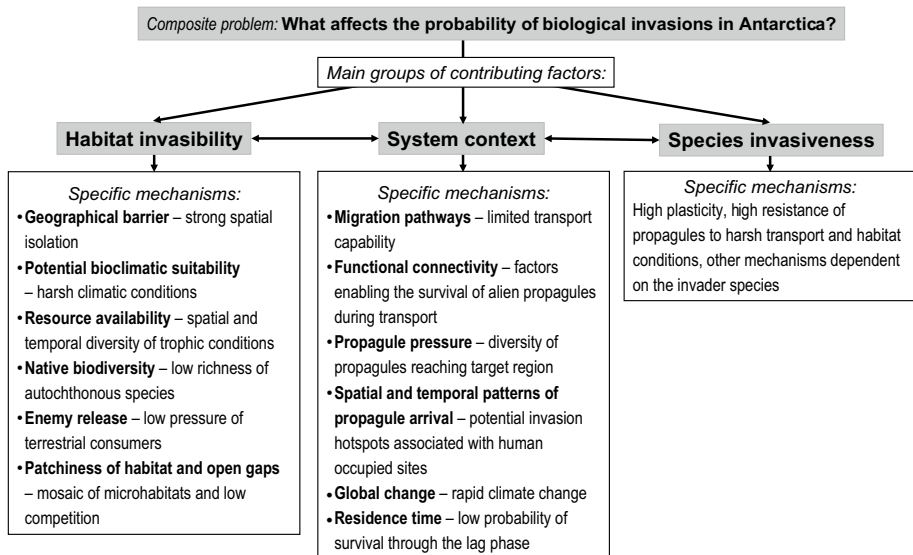 Composite problem: What affects the probability of biological invasions in Antarctica?
Main groups of contributing factors:
Habitat invasibility
System context
Species invasiveness
Specific mechanisms:
• Geographical barrier – strong spatial
isolation
• Potential bioclimatic suitability
– harsh climatic conditions
• Resource availability – spatial and
temporal diversity of trophic conditions
• Native biodiversity – low richness of
autochthonous species
• Enemy release – low pressure of
terrestrial consumers
• Patchiness of habitat and open gaps
– mosaic of microhabitats and low
competition
Specific mechanisms:
• Migration pathways – limited transport
capability
• Functional connectivity – factors
enabling the survival of alien propagules
during transport
• Propagule pressure – diversity of
propagules reaching target region
• Spatial and temporal patterns of
propagule arrival – potential invasion
hotspots associated with human
occupied sites
• Global change – rapid climate change
• Residence time – low probability of
survival through the lag phase
Specific mechanisms:
High plasticity, high resistance of
propagules to harsh transport and habitat
conditions, other mechanisms dependent
on the invader species